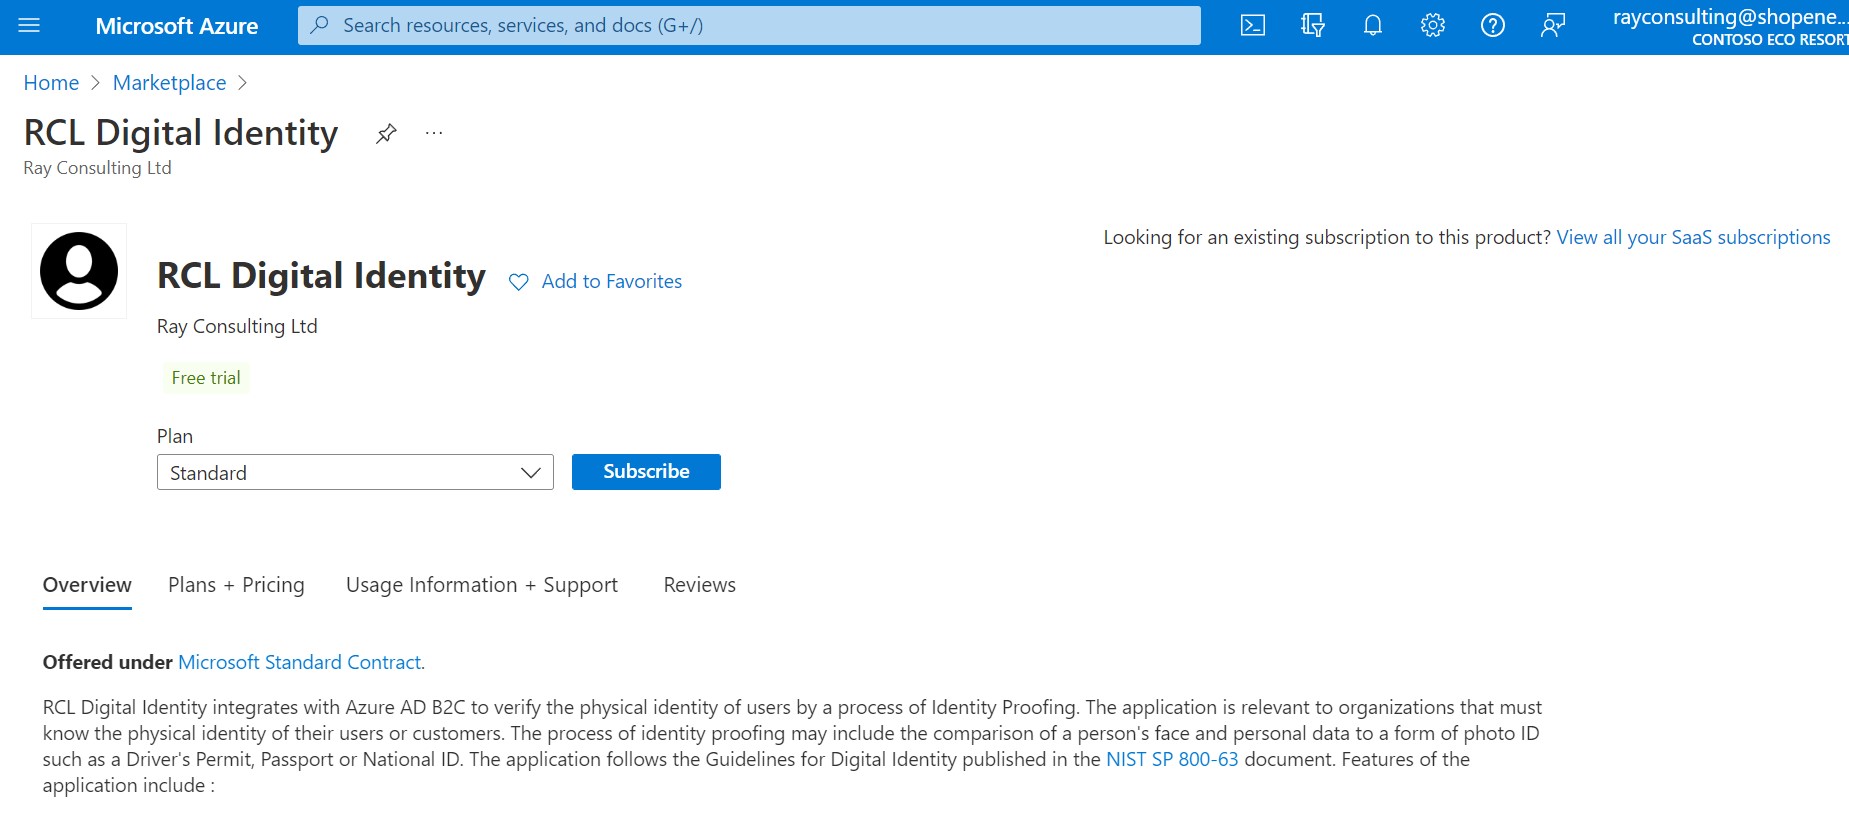 Microsoft Azure
Search resources, services, and docs (G+/)
rayconsulting@shopene...
CONTOSO ECO RESORT
Home > Marketplace >
RCL Digital Identity ...
Ray Consulting Ltd
Looking for an existing subscription to this product? View all your SaaS subscriptions
RCL Digital Identity Add to Favorites
Ray Consulting Ltd
Free trial
Plan
Standard Subscribe
Overview Plans + Pricing Usage Information + Support Reviews
Offered under Microsoft Standard Contract.
RCL Digital Identity integrates with Azure AD B2C to verify the physical identity of users by a process of Identity Proofing. The application is relevant to organizations that must
know the physical identity of their users or customers. The process of identity proofing may include the comparison of a person's face and personal data to a form of photo ID
such as a Driver's Permit, Passport or National ID. The application follows the Guidelines for Digital Identity published in the NIST SP 800-63 document. Features of the
application include :